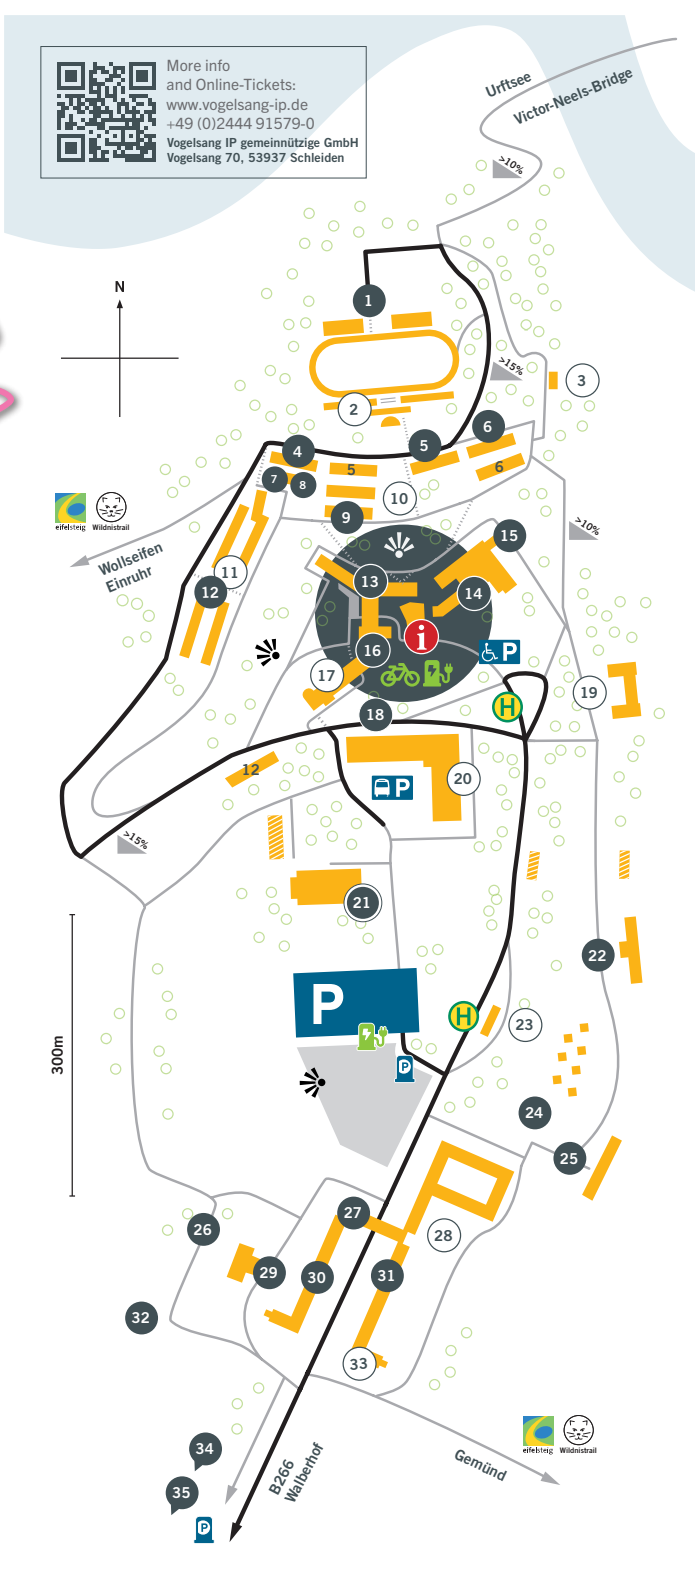 More info
and Online-Tickets:
www.vogelsang-ip.de
+49 (0)2444 91579-0
Vogelsang IP gemeinnützige GmbH
Vogelsang 70, 53937 Schleiden
Urftsee
Victor-Neels-Bridge
>10%
N
1
>15%
3
2
6
5
4
5
6
7
8
10
9
eifelsteig
Wildnistrail
>10%
15
Wollseifen
Einruhr
11
13
12
14
i
16
P
17
19
H
18
12
20
P
>15%
21
22
P
H
23
300m
P
24
25
27
26
28
29
30
31
32
33
eifelsteig
Wildnistrail
34
B266
Walberhof
Gemünd
35
P